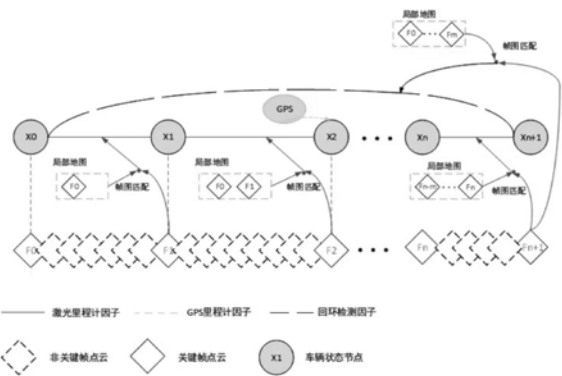 局部地图
F0 Fm
帧图匹配
GPS
X0 X1 X2 Xn Xn+1
局部地图 局部地图 局部地图
F0 帧图匹配 F0 F1 帧图匹配 Fn-m Fn 帧图匹配
F0 F1 F2 Fn Fn+1
激光里程计因子 GPS里程计因子 回环检测因子
非关键帧点云 关键帧点云 X1 车辆状态节点